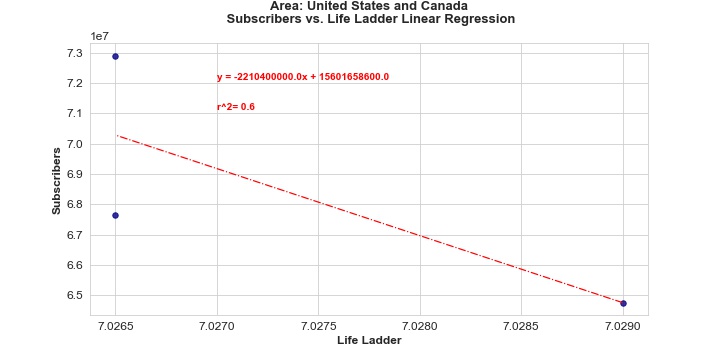 Area: United States and Canada
Subscribers vs. Life Ladder Linear Regression
1e7
7.3
y = -2210400000.0x + 15601658600.0
7.2
r^2= 0.6
7.1
7.0
6.9
Subscribers
6.8
6.7
6.6
6.5
7.0265 7.0270 7.0275 7.0280 7.0285 7.0290
Life Ladder